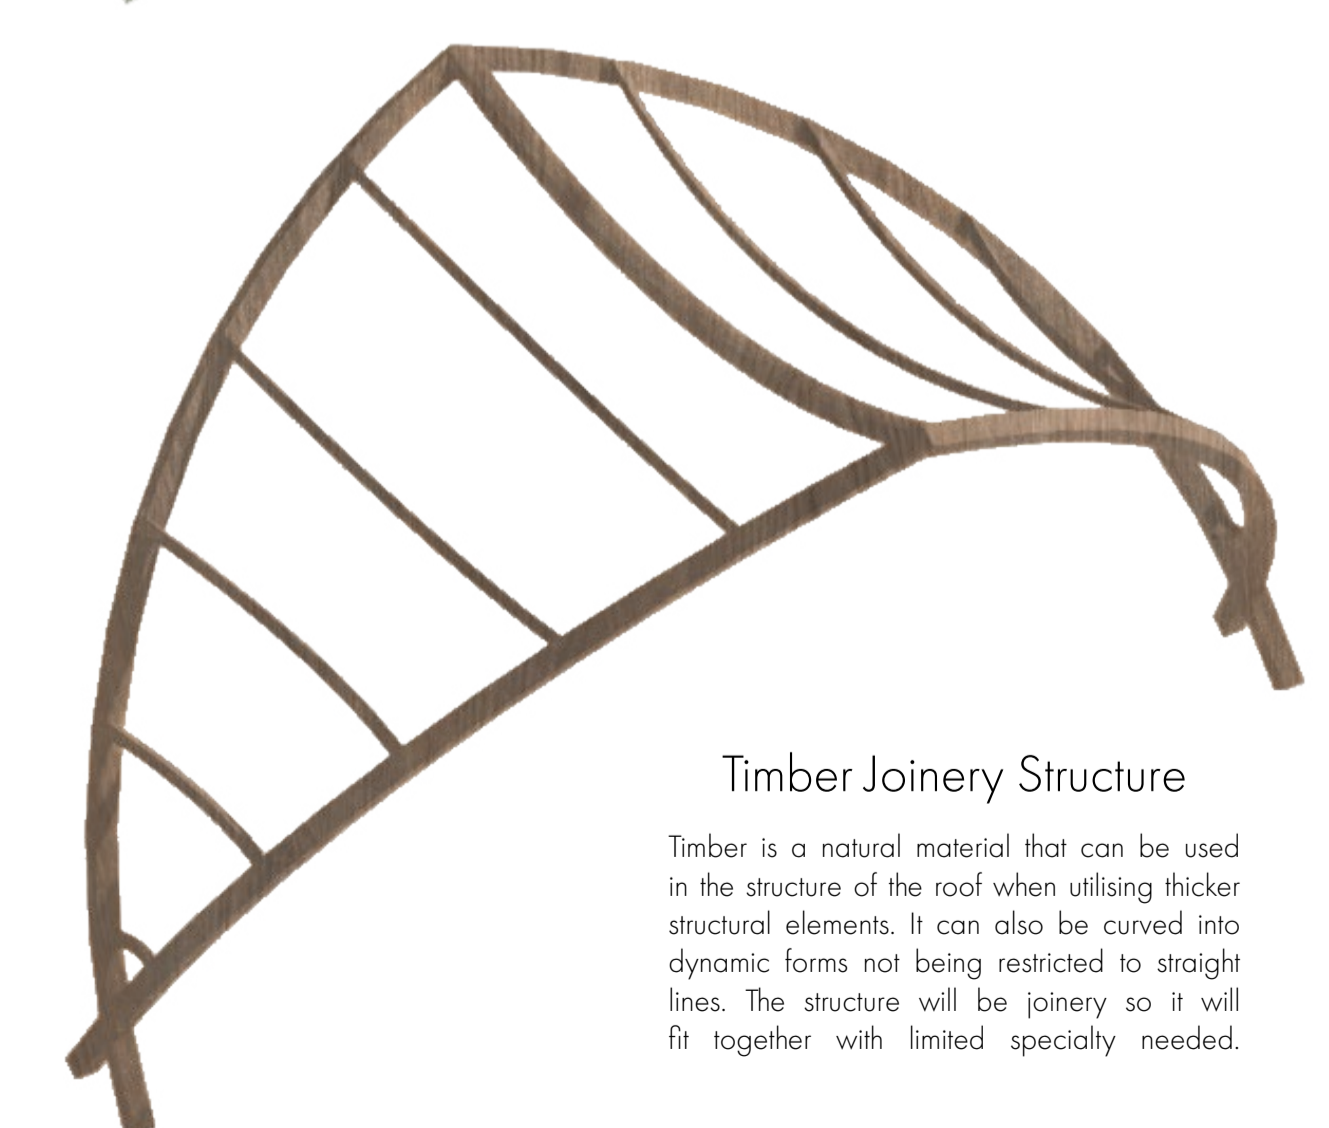 Timber Joinery Structure
Timber is a natural material that can be used
in the structure of the roof when utilising thicker
structural elements. It can also be curved into
dynamic forms not being restricted to straight
lines. The structure will be joinery so it will
fit together with limited specialty needed.